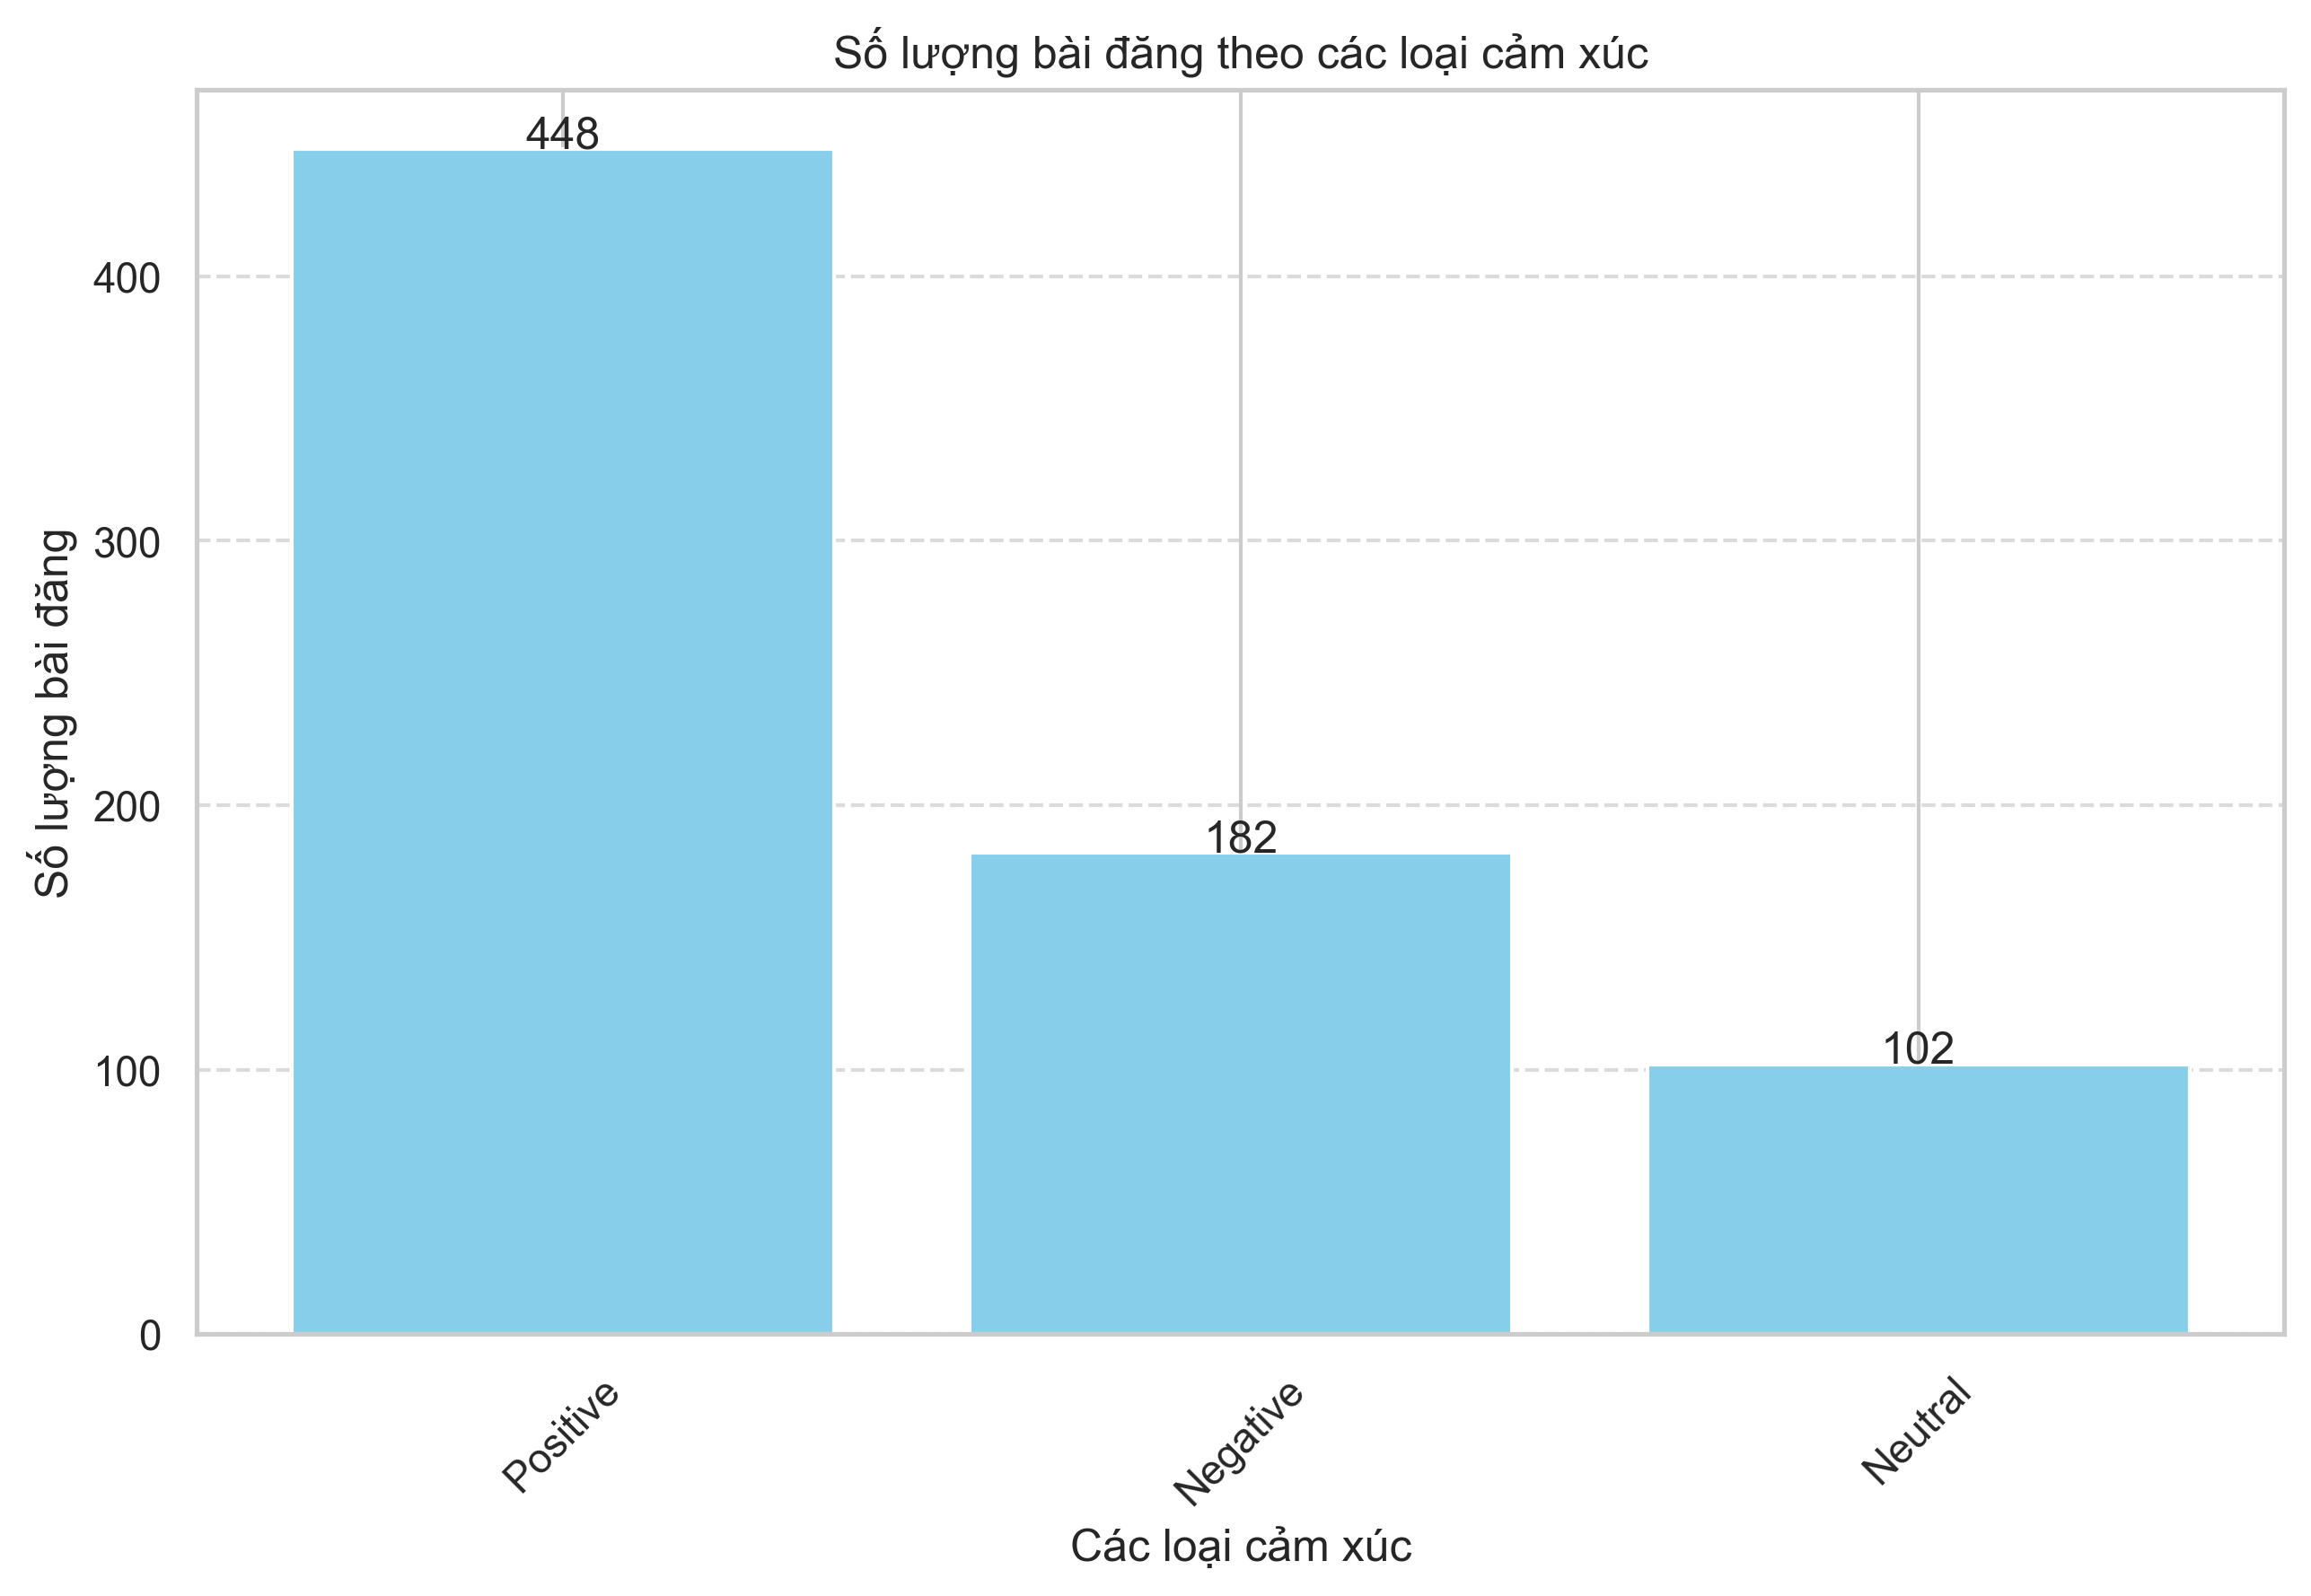 Số lượng bài đăng theo các loại cảm xúc
448
400
300
200
182
102
100
0
Số lượng bài đăng
Positive
Negative
Neutral
Các loại cảm xúc